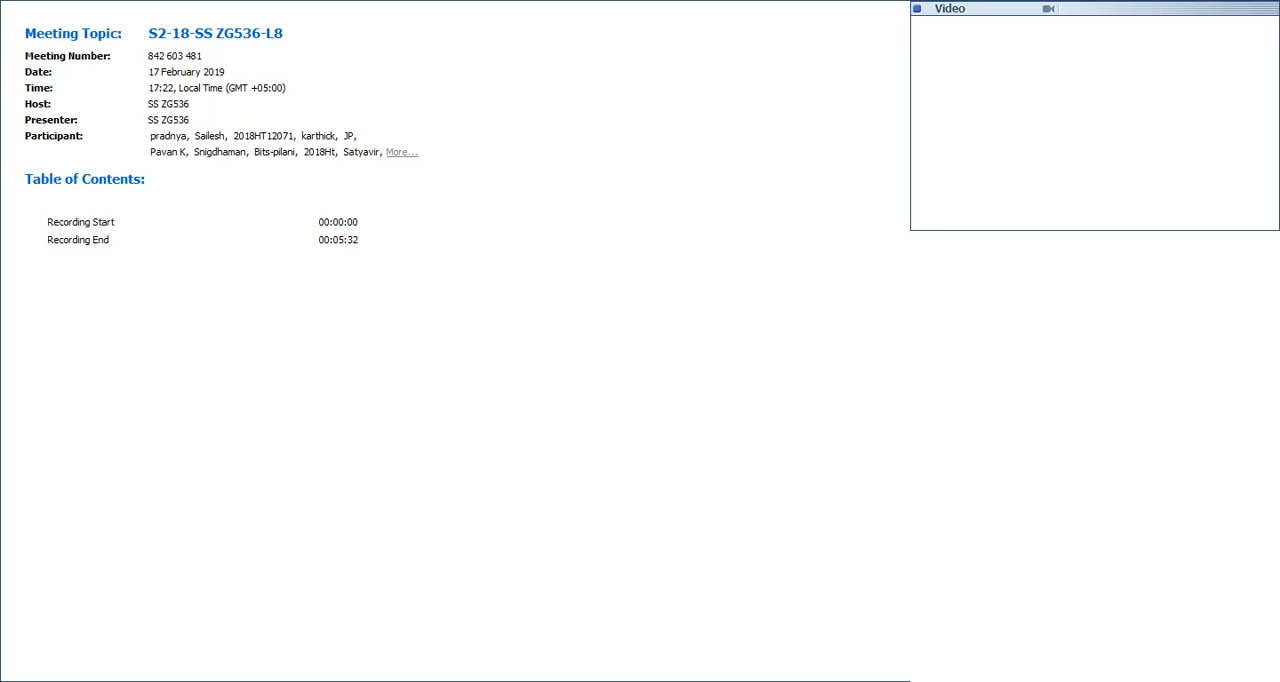 Meeting Topic: S2-18-SS ZG536-L8
Meeting Number: 842 603 481
Date: 17 February 2019
Time: 17:22, Local Time (GMT +05:00)
Host: SS ZG536
Presenter: SS ZG536
Participant: pradnya, Sailesh, 2018HT12071, karthick, JP,
Pavan K, Snigdhaman, Bits-pilani, 2018Ht, Satyavir, More...
Table of Contents:
Recording Start 00:00:00
Recording End 00:05:32
Video